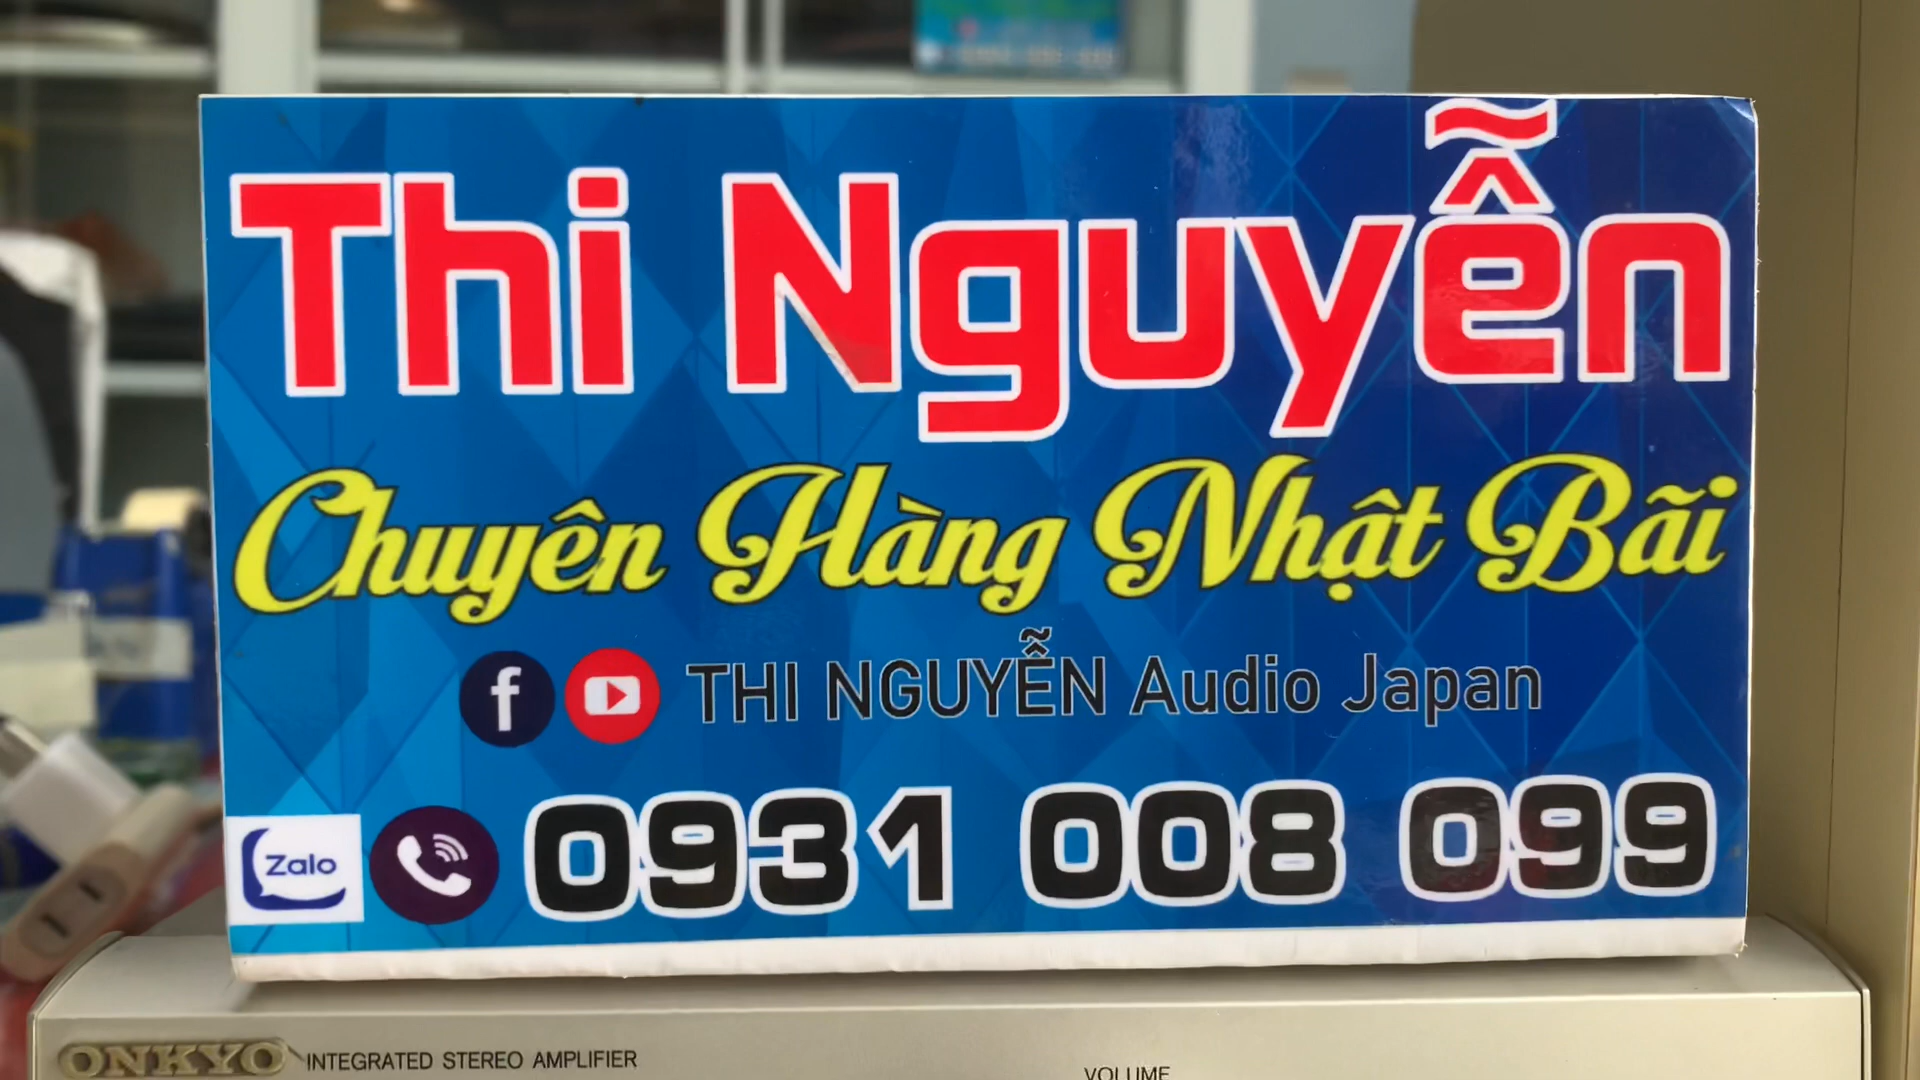 Thi Nguyễn
Chuyên Hàng Nhật Bãi
f THI NGUYỄN Audio Japan
Zalo 0931 008 099
ONKYO INTEGRATED STEREO AMPLIFIER
VOLUME